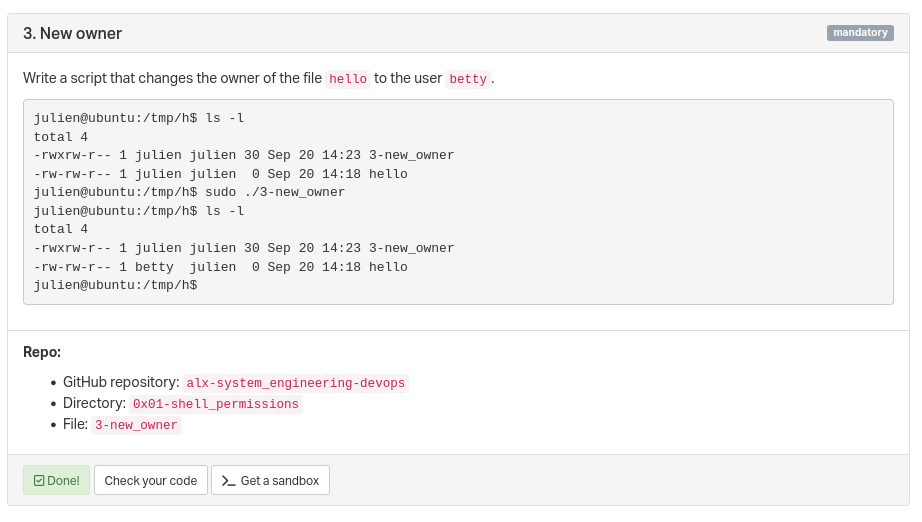 3. New owner
mandatory
Write a script that changes the owner of the file hello to the user betty.
julien@ubuntu:/tmp/h$ ls -l
total 4
-rwxrw-r-- 1 julien julien 30 Sep 20 14:23 3-new_owner
-rw-rw-r-- 1 julien julien  0 Sep 20 14:18 hello
julien@ubuntu:/tmp/h$ sudo ./3-new_owner
julien@ubuntu:/tmp/h$ ls -l
total 4
-rwxrw-r-- 1 julien julien 30 Sep 20 14:23 3-new_owner
-rw-rw-r-- 1 betty  julien  0 Sep 20 14:18 hello
julien@ubuntu:/tmp/h$
Repo:
• GitHub repository: alx-system_engineering-devops
• Directory: 0x01-shell_permissions
• File: 3-new_owner
Done! Check your code >_ Get a sandbox